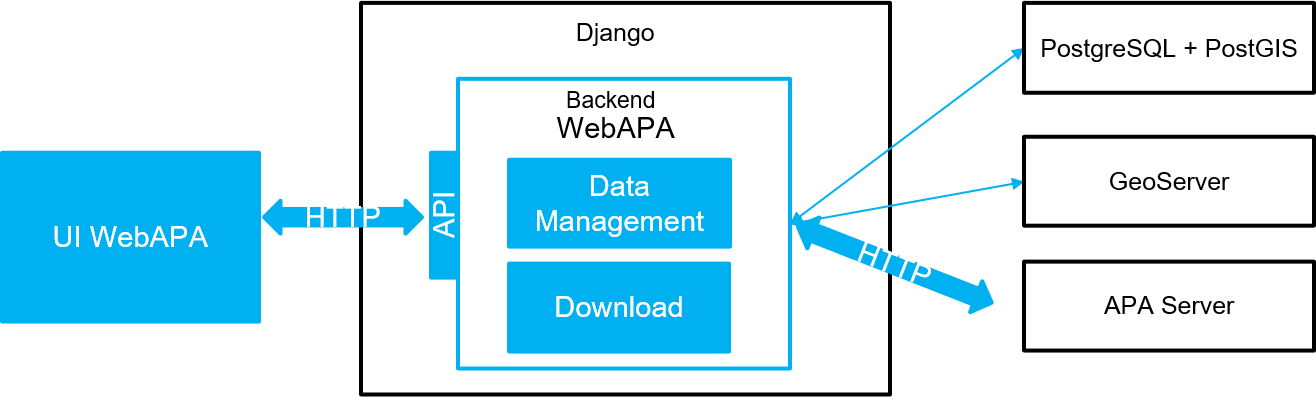 Django
PostgreSQL + PostGIS
Backend
WebAPA
Data
Management
GeoServer
API
HTTP
UI WebAPA
HTTP
Download
APA Server